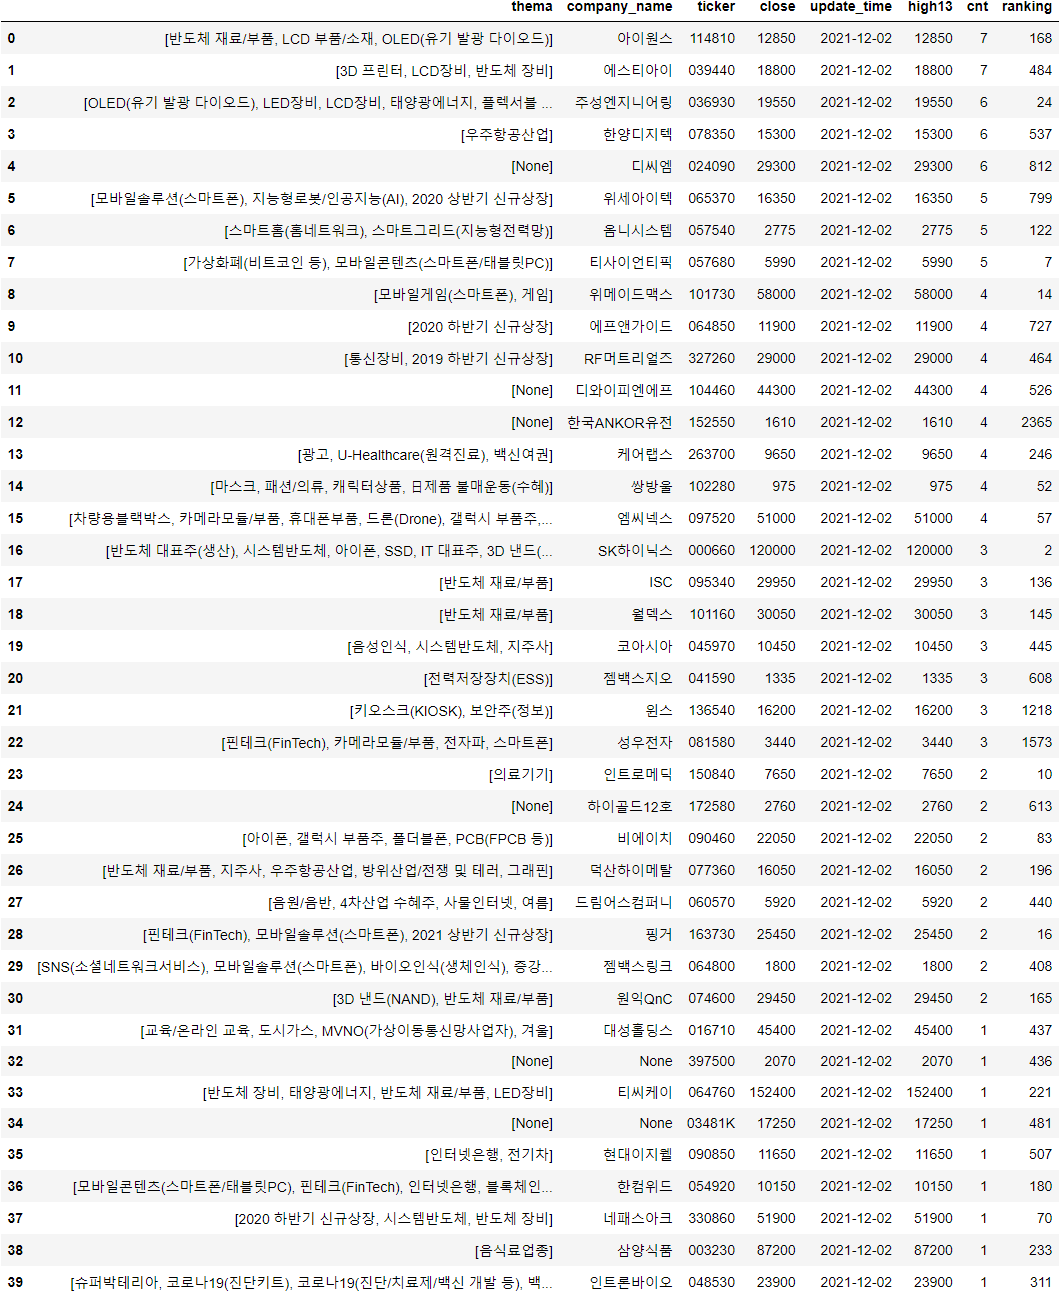 thema company_name ticker close update_time high13 cnt ranking
0 [반도체 재료/부품, LCD 부품/소재, OLED(유기 발광 다이오드)] 아이원스 114810 12850 2021-12-02 12850 7 168
1 [3D 프린터, LCD장비, 반도체 장비] 에스티아이 039440 18800 2021-12-02 18800 7 484
2 [OLED(유기 발광 다이오드), LED장비, LCD장비, 태양광에너지, 플렉서블 ... 주성엔지니어링 036930 19550 2021-12-02 19550 6 24
3 [우주항공산업] 한양디지텍 078350 15300 2021-12-02 15300 6 537
4 [None] 디씨엠 024090 29300 2021-12-02 29300 6 812
5 [모바일솔루션(스마트폰), 지능형로봇/인공지능(AI), 2020 상반기 신규상장] 위세아이텍 065370 16350 2021-12-02 16350 5 799
6 [스마트홈(홈네트워크), 스마트그리드(지능형전력망)] 옴니시스템 057540 2775 2021-12-02 2775 5 122
7 [가상화폐(비트코인 등), 모바일콘텐츠(스마트폰/태블릿PC)] 티사이언티픽 057680 5990 2021-12-02 5990 5 7
8 [모바일게임(스마트폰), 게임] 위메이드맥스 101730 58000 2021-12-02 58000 4 14
9 [2020 하반기 신규상장] 에프앤가이드 064850 11900 2021-12-02 11900 4 727
10 [통신장비, 2019 하반기 신규상장] RF머트리얼즈 327260 29000 2021-12-02 29000 4 464
11 [None] 디와이피엔에프 104460 44300 2021-12-02 44300 4 526
12 [None] 한국ANKOR유전 152550 1610 2021-12-02 1610 4 2365
13 [광고, U-Healthcare(원격진료), 백신여권] 케어랩스 263700 9650 2021-12-02 9650 4 246
14 [마스크, 패션/의류, 캐릭터상품, 日제품 불매운동(수혜)] 쌍방울 102280 975 2021-12-02 975 4 52
15 [차량용블랙박스, 카메라모듈/부품, 휴대폰부품, 드론(Drone), 갤럭시 부품주,... 엠씨넥스 097520 51000 2021-12-02 51000 4 57
16 [반도체 대표주(생산), 시스템반도체, 아이폰, SSD, IT 대표주, 3D 낸드(... SK하이닉스 000660 120000 2021-12-02 120000 3 2
17 [반도체 재료/부품] ISC 095340 29950 2021-12-02 29950 3 136
18 [반도체 재료/부품] 월덱스 101160 30050 2021-12-02 30050 3 145
19 [음성인식, 시스템반도체, 지주사] 코아시아 045970 10450 2021-12-02 10450 3 445
20 [전력저장장치(ESS)] 젬백스지오 041590 1335 2021-12-02 1335 3 608
21 [키오스크(KIOSK), 보안주(정보)] 윈스 136540 16200 2021-12-02 16200 3 1218
22 [핀테크(FinTech), 카메라모듈/부품, 전자파, 스마트폰] 성우전자 081580 3440 2021-12-02 3440 3 1573
23 [의료기기] 인트로메딕 150840 7650 2021-12-02 7650 2 10
24 [None] 하이골드12호 172580 2760 2021-12-02 2760 2 613
25 [아이폰, 갤럭시 부품주, 폴더블폰, PCB(FPCB 등)] 비에이치 090460 22050 2021-12-02 22050 2 83
26 [반도체 재료/부품, 지주사, 우주항공산업, 방위산업/전쟁 및 테러, 그래핀] 덕산하이메탈 077360 16050 2021-12-02 16050 2 196
27 [음원/음반, 4차산업 수혜주, 사물인터넷, 여름] 드림어스컴퍼니 060570 5920 2021-12-02 5920 2 440
28 [핀테크(FinTech), 모바일솔루션(스마트폰), 2021 상반기 신규상장] 핑거 163730 25450 2021-12-02 25450 2 16
29 [SNS(소셜네트워크서비스), 모바일솔루션(스마트폰), 바이오인식(생체인식), 증강... 젬백스링크 064800 1800 2021-12-02 1800 2 408
30 [3D 낸드(NAND), 반도체 재료/부품] 원익QnC 074600 29450 2021-12-02 29450 2 165
31 [교육/온라인 교육, 도시가스, MVNO(가상이동통신망사업자), 겨울] 대성홀딩스 016710 45400 2021-12-02 45400 1 437
32 [None] None 397500 2070 2021-12-02 2070 1 436
33 [반도체 장비, 태양광에너지, 반도체 재료/부품, LED장비] 티씨케이 064760 152400 2021-12-02 152400 1 221
34 [None] None 03481K 17250 2021-12-02 17250 1 481
35 [인터넷은행, 전기차] 현대이지웰 090850 11650 2021-12-02 11650 1 507
36 [모바일콘텐츠(스마트폰/태블릿PC), 핀테크(FinTech), 인터넷은행, 블록체인... 한컴위드 054920 10150 2021-12-02 10150 1 180
37 [2020 하반기 신규상장, 시스템반도체, 반도체 장비] 네패스아크 330860 51900 2021-12-02 51900 1 70
38 [음식료업종] 삼양식품 003230 87200 2021-12-02 87200 1 233
39 [슈퍼박테리아, 코로나19(진단키트), 코로나19(진단/치료제/백신 개발 등), 백... 인트론바이오 048530 23900 2021-12-02 23900 1 311